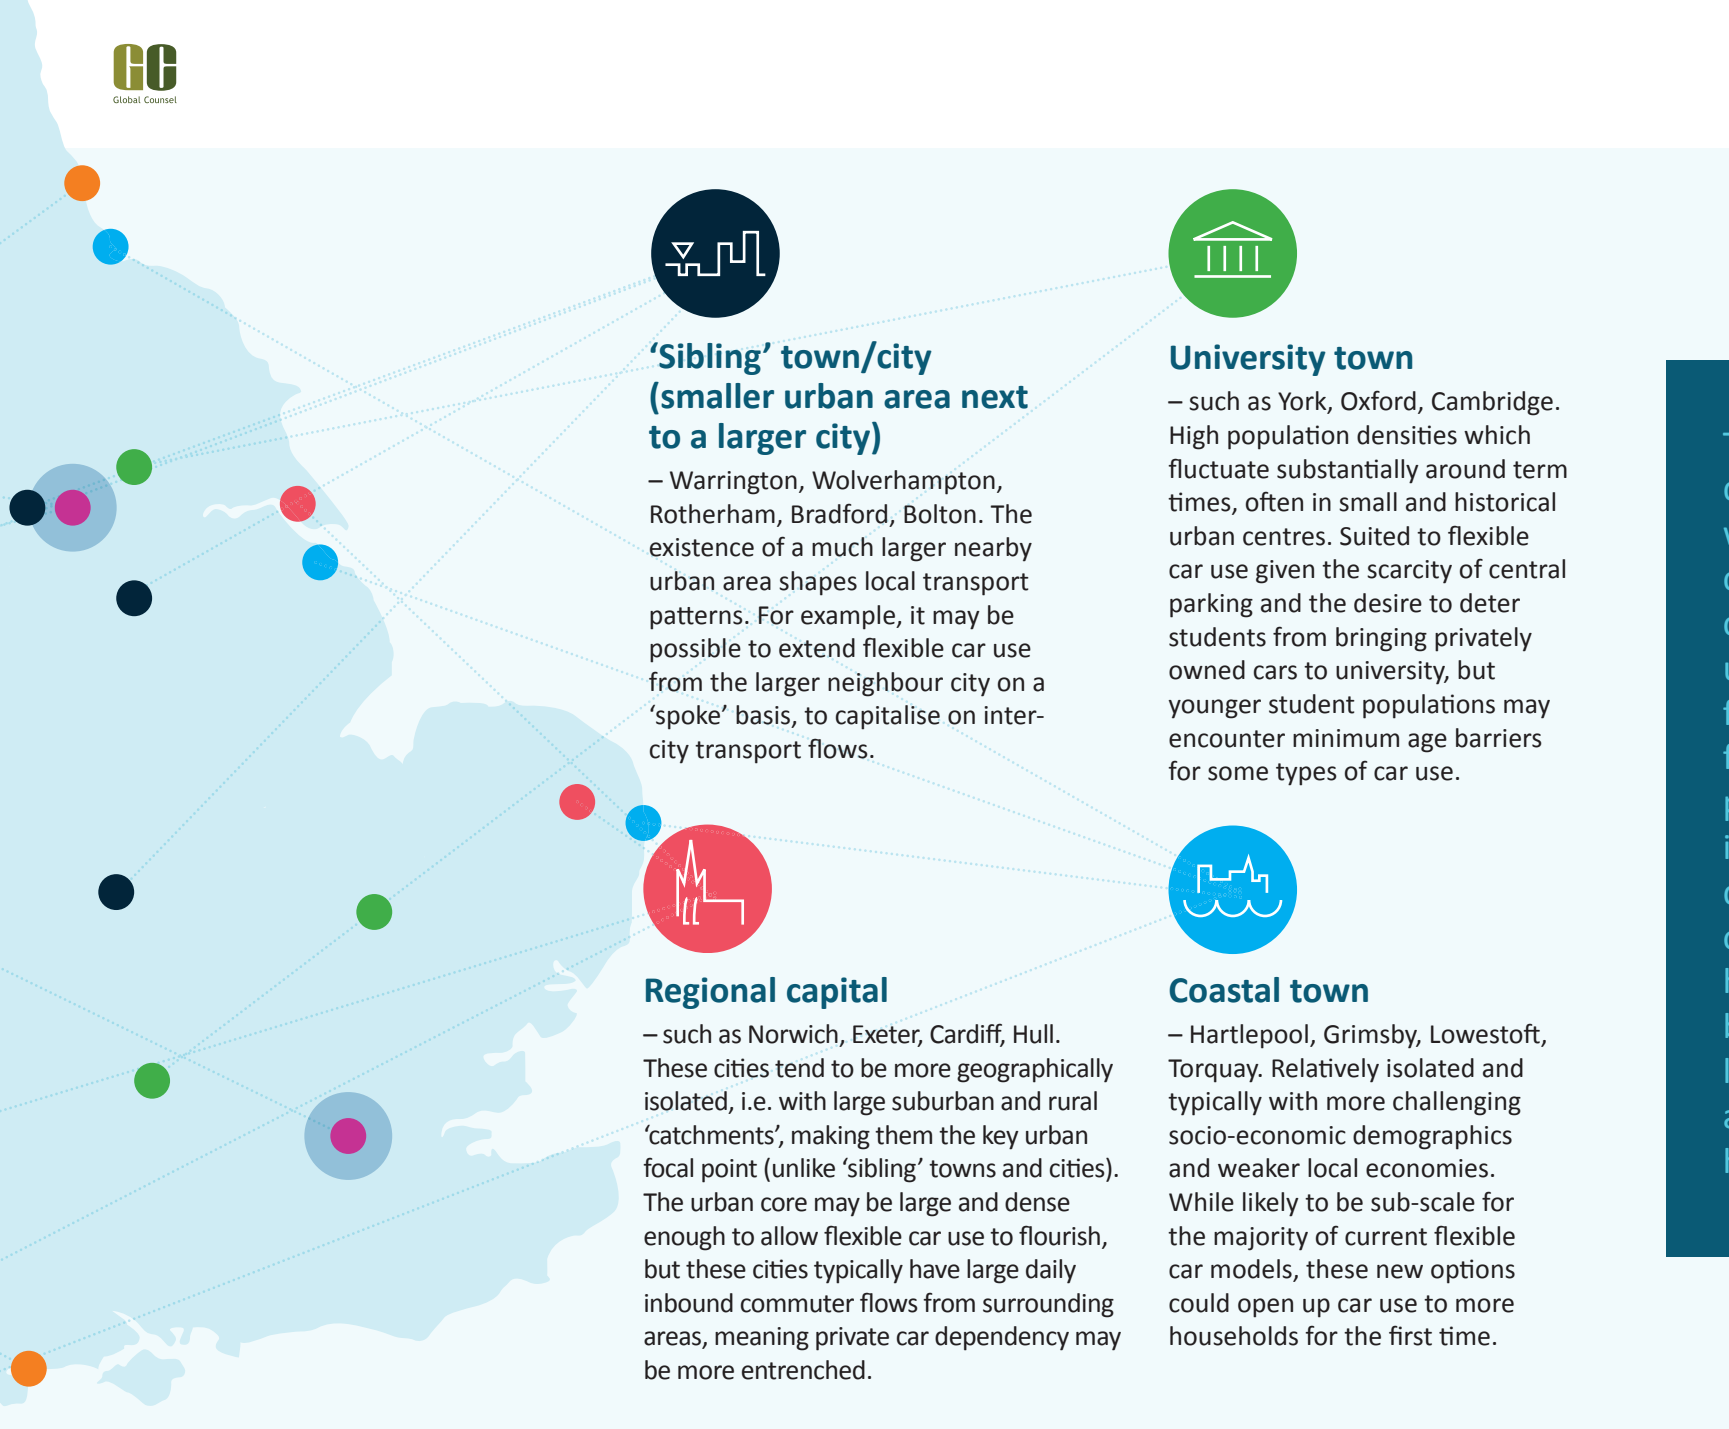 Global Counsel
‘Sibling’ town/city
(smaller urban area next
to a larger city)
– Warrington, Wolverhampton,
Rotherham, Bradford, Bolton. The
existence of a much larger nearby
urban area shapes local transport
patterns. For example, it may be
possible to extend flexible car use
from the larger neighbour city on a
‘spoke’ basis, to capitalise on inter-
city transport flows.
University town
– such as York, Oxford, Cambridge.
High population densities which
fluctuate substantially around term
times, often in small and historical
urban centres. Suited to flexible
car use given the scarcity of central
parking and the desire to deter
students from bringing privately
owned cars to university, but
younger student populations may
encounter minimum age barriers
for some types of car use.
Regional capital
– such as Norwich, Exeter, Cardiff, Hull.
These cities tend to be more geographically
isolated, i.e. with large suburban and rural
‘catchments’, making them the key urban
focal point (unlike ‘sibling’ towns and cities).
The urban core may be large and dense
enough to allow flexible car use to flourish,
but these cities typically have large daily
inbound commuter flows from surrounding
areas, meaning private car dependency may
be more entrenched.
Coastal town
– Hartlepool, Grimsby, Lowestoft,
Torquay. Relatively isolated and
typically with more challenging
socio-economic demographics
and weaker local economies.
While likely to be sub-scale for
the majority of current flexible
car models, these new options
could open up car use to more
households for the first time.